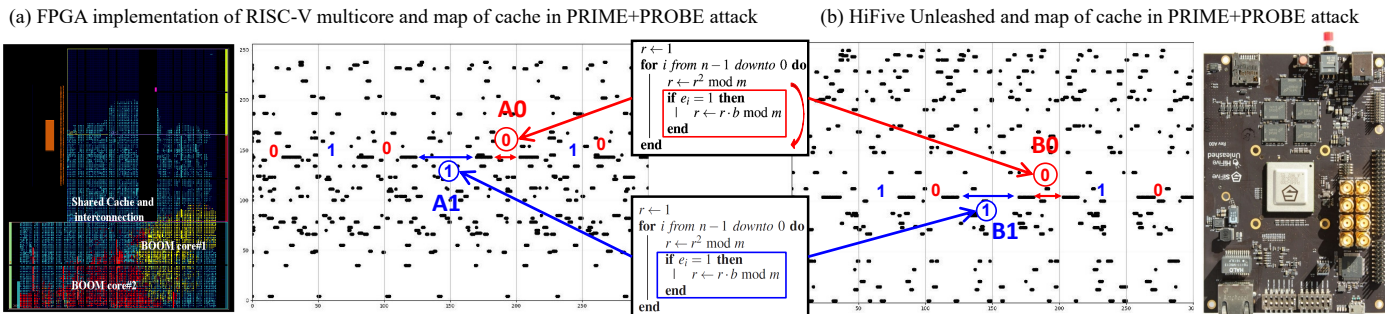 (a) FPGA implementation of RISC-V multicore and map of cache in PRIME+PROBE attack
(b) HiFive Unleashed and map of cache in PRIME+PROBE attack
Shared Cache and
interconnection
BOOM core#1
BOOM core#2
250
200
150
100
50
0
0 50 100 150 200 250
0 1 0 1 0 1 0
A0
A1
r ← 1
for i from n − 1 downto 0 do
r ← r² mod m
if eᵢ = 1 then
r ← r · b mod m
end
end
r ← 1
for i from n − 1 downto 0 do
r ← r² mod m
if eᵢ = 1 then
r ← r · b mod m
end
end
50 100 150 200 250 300
1 0 1 0 1 0
B0
B1
HiFive
Unleashed